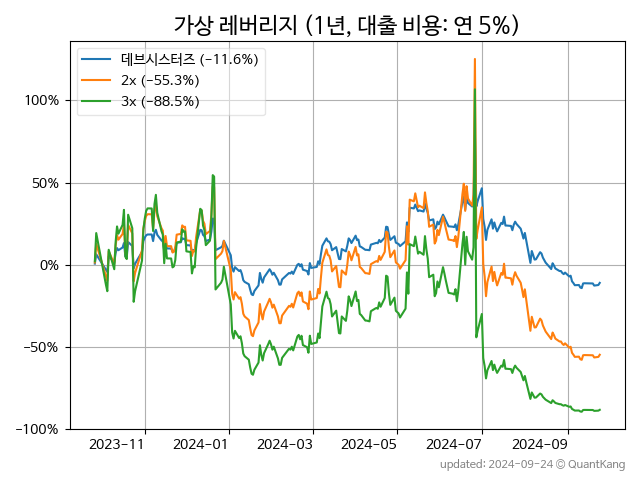 가상 레버리지 (1년, 대출 비용: 연 5%)
데브시스터즈 (−11.6%)
2x (−55.3%)
3x (−88.5%)
100%
50%
0%
−50%
−100%
2023-11 2024-01 2024-03 2024-05 2024-07 2024-09
updated: 2024-09-24 @ QuantKang